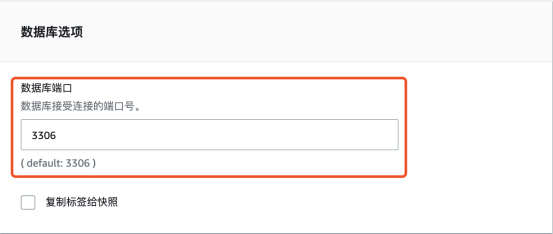 数据库选项
数据库端口
数据库接受连接的端口号。
3306
( default: 3306 )
复制标签给快照